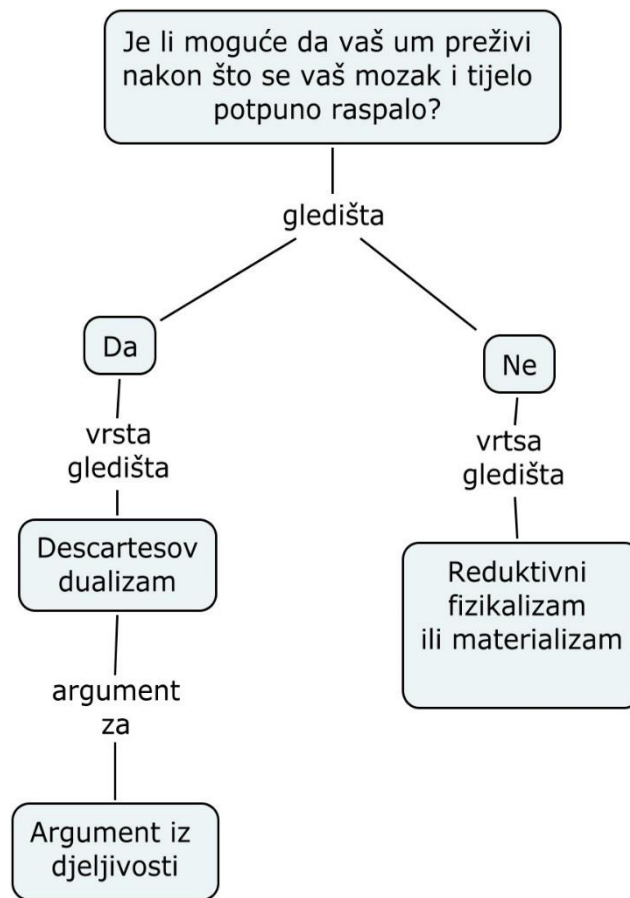 Je li moguće da vaš um preživi
nakon što se vaš mozak i tijelo
potpuno raspalo?
gledišta
Da
Ne
vrsta
gledišta
vrtsa
gledišta
Descartesov
dualizam
Reduktivni
fizikalizam
ili materializam
argument
za
Argument iz
djeljivosti